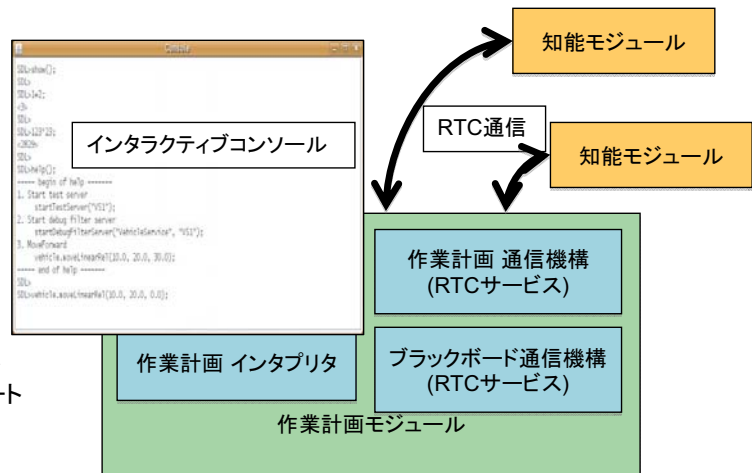 Console
SDL>show();
SDL>
SDL>1+2;
<3>
SDL>
SDL>123*23;
<2829>
SDL>
SDL>help();
----- begin of help -------
1. Start test server
startTestServer("VS1");
2. Start debug filter server
startDebugFilterServer("VehicleService", "VS1");
3. MoveForward
vehicle.moveLinearRel(10.0, 20.0, 30.0);
----- end of help -------
SDL>
SDL>vehicle.moveLinearRel(10.0, 20.0, 0.0);
インタラクティブコンソール
知能モジュール
RTC通信
知能モジュール
作業計画 通信機構
(RTCサービス)
作業計画 インタプリタ
ブラックボード通信機構
(RTCサービス)
作業計画モジュール